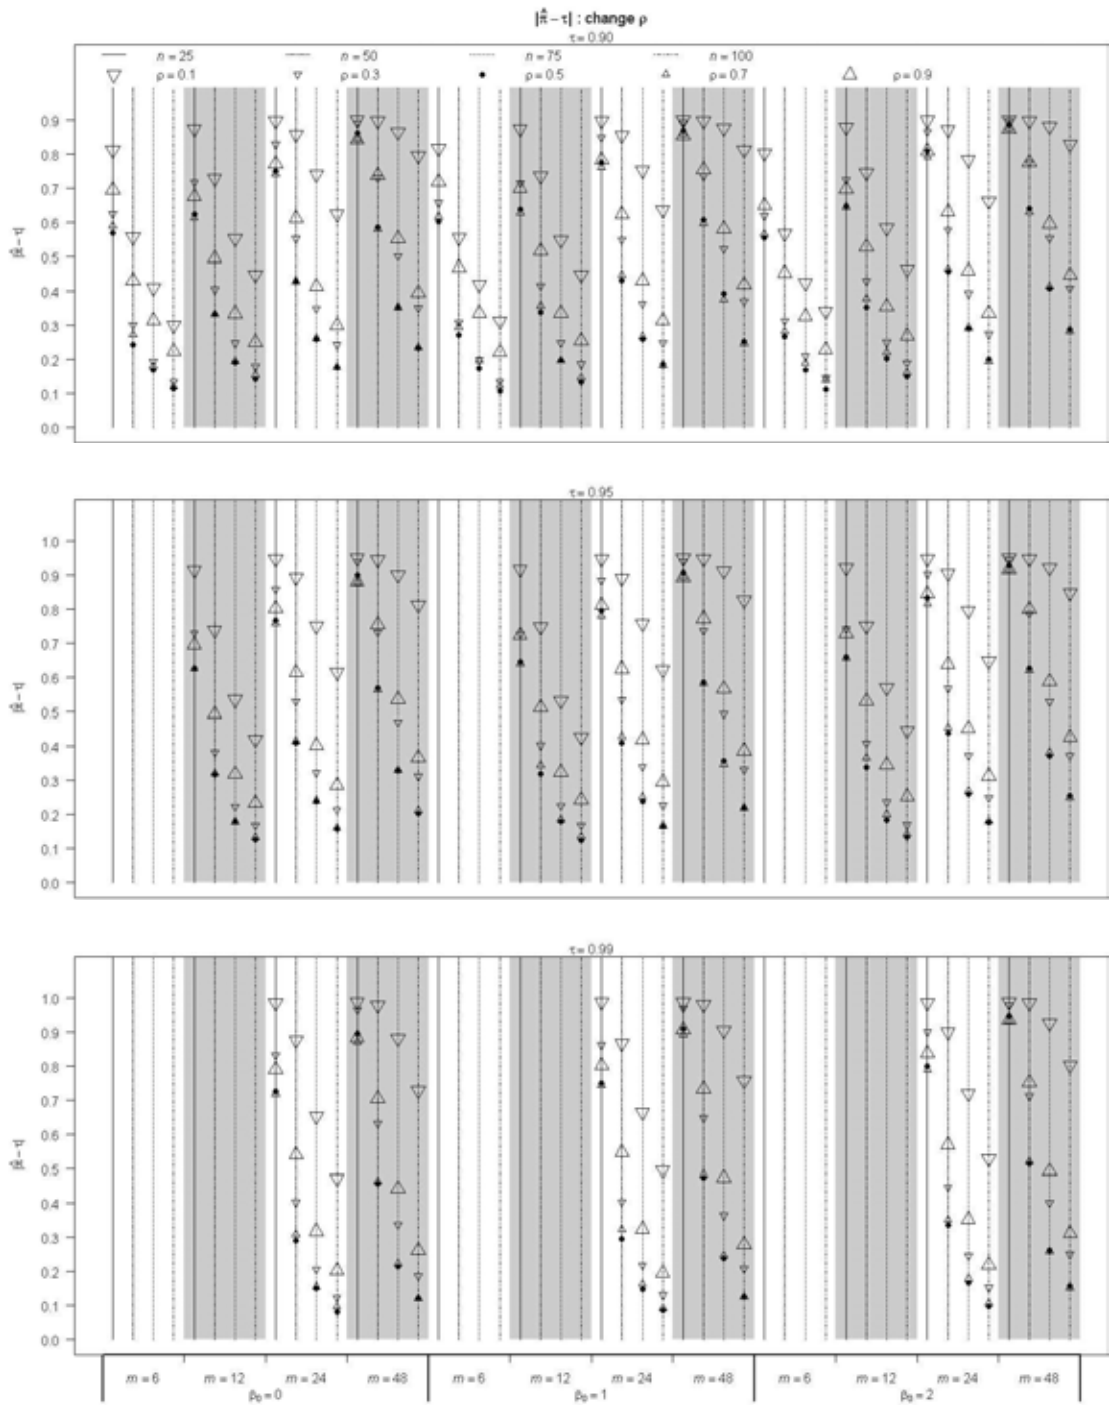 |π̂ − τ| : change ρ
τ = 0.90
n = 25 n = 50 n = 75 n = 100
ρ = 0.1 ρ = 0.3 ρ = 0.5 ρ = 0.7 ρ = 0.9
0.9
0.8
0.7
0.6
0.5
0.4
0.3
0.2
0.1
0.0
|π̂ − τ|
τ = 0.95
1.0
0.9
0.8
0.7
0.6
0.5
0.4
0.3
0.2
0.1
0.0
|π̂ − τ|
τ = 0.99
1.0
0.9
0.8
0.7
0.6
0.5
0.4
0.3
0.2
0.1
0.0
|π̂ − τ|
m = 6 m = 12 m = 24 m = 48 m = 6 m = 12 m = 24 m = 48 m = 6 m = 12 m = 24 m = 48
β₀ = 0 β₀ = 1 β₀ = 2